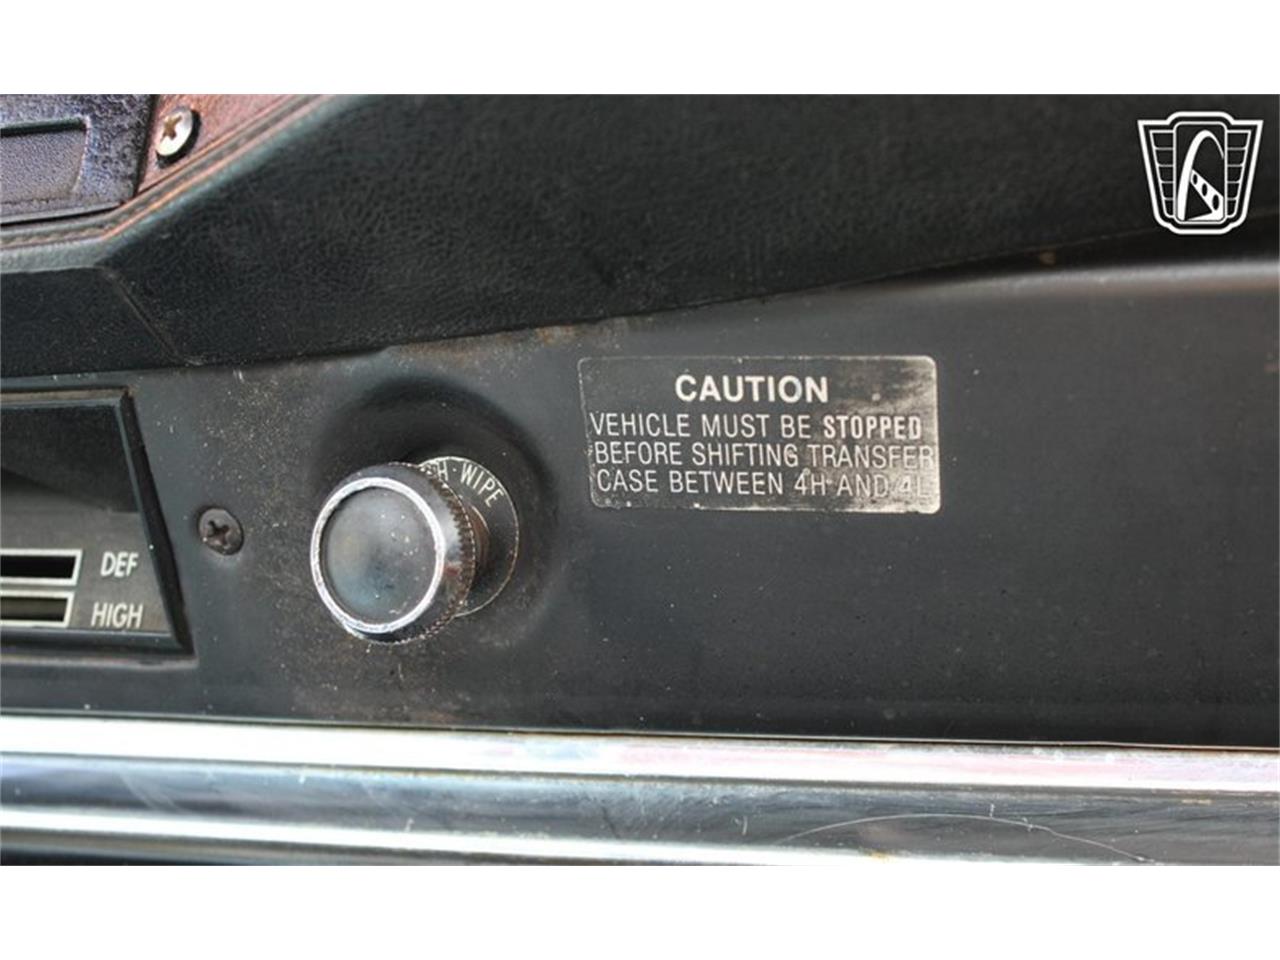 CAUTION
VEHICLE MUST BE STOPPED
BEFORE SHIFTING TRANSFER
CASE BETWEEN 4H AND 4L
H-WIPE
DEF
HIGH